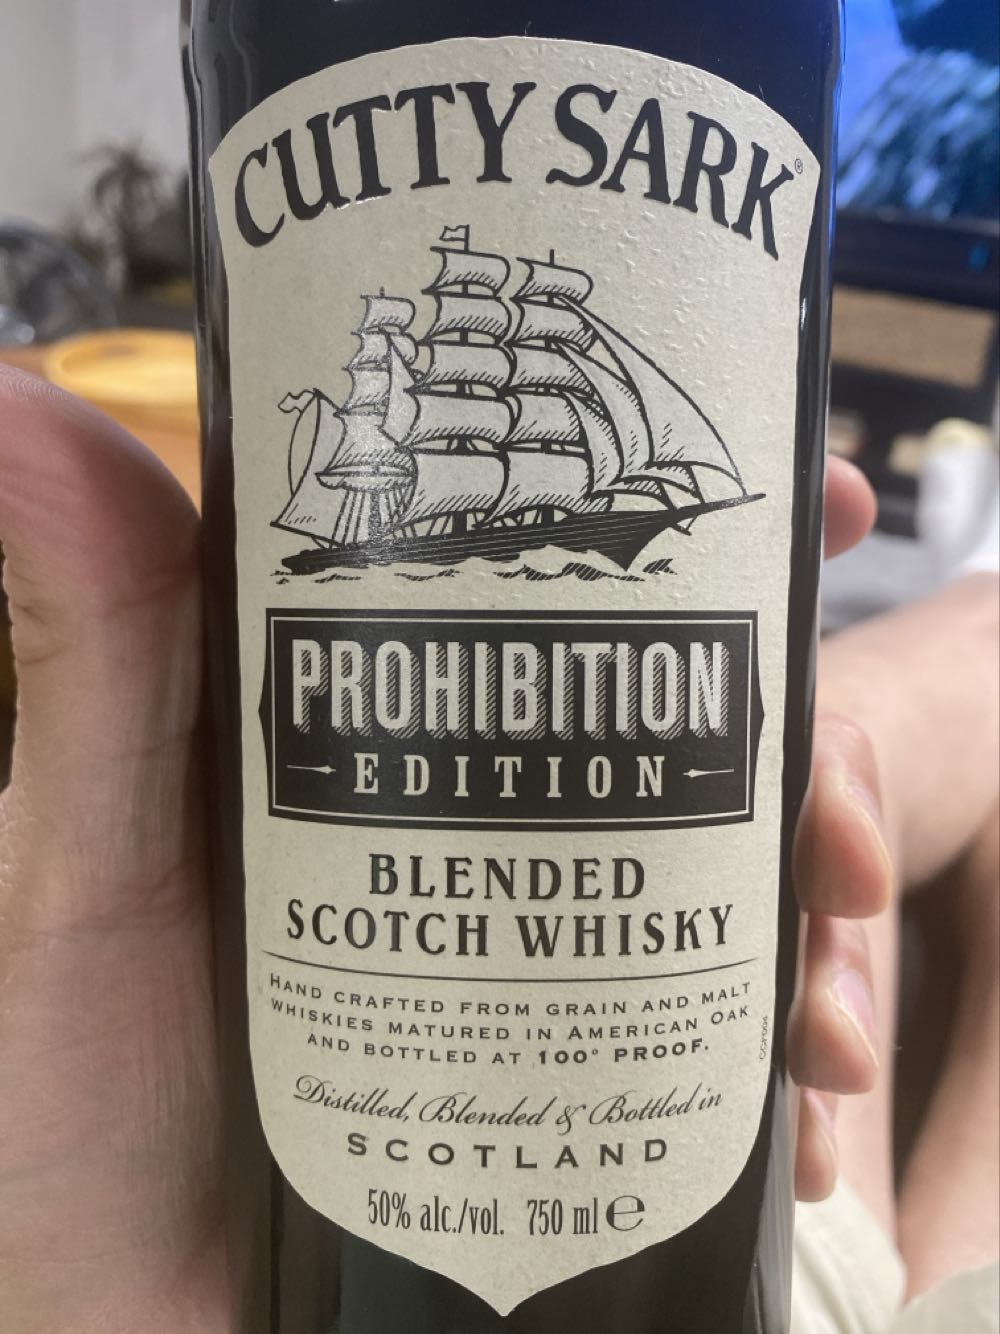 CUTTY SARK®
PROHIBITION
EDITION
BLENDED
SCOTCH WHISKY
HAND CRAFTED FROM GRAIN AND MALT
WHISKIES MATURED IN AMERICAN OAK
AND BOTTLED AT 100° PROOF.
Distilled, Blended & Bottled in
SCOTLAND
50% alc./vol. 750 ml ℮